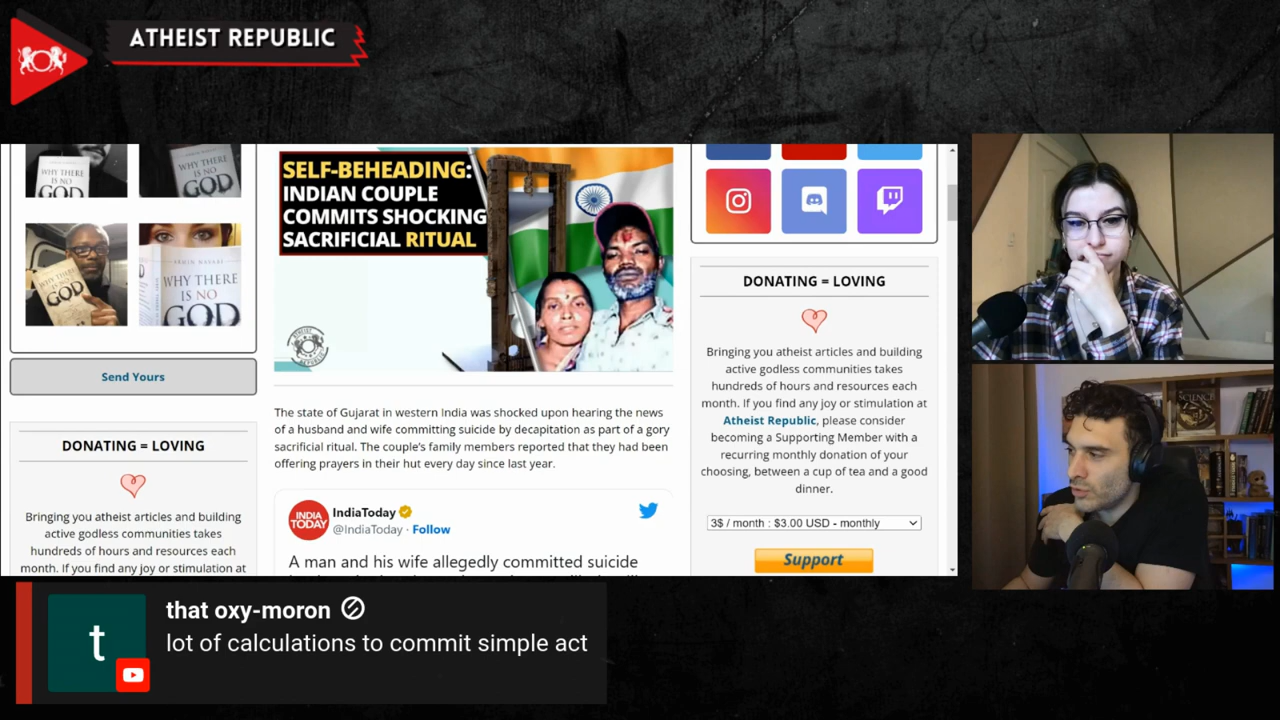 ATHEIST REPUBLIC
WHY THERE
IS NO
GOD
WHY THERE
IS NO
GOD
WHY THERE
IS NO
GOD
ARMIN NAVABI
WHY THERE
IS NO
GOD
Send Yours
DONATING = LOVING
Bringing you atheist articles and building
active godless communities takes
hundreds of hours and resources each
month. If you find any joy or stimulation at
SELF-BEHEADING:
INDIAN COUPLE
COMMITS SHOCKING
SACRIFICIAL RITUAL
The state of Gujarat in western India was shocked upon hearing the news
of a husband and wife committing suicide by decapitation as part of a gory
sacrificial ritual. The couple's family members reported that they had been
offering prayers in their hut every day since last year.
INDIA
TODAY
IndiaToday
@IndiaToday · Follow
A man and his wife allegedly committed suicide
DONATING = LOVING
Bringing you atheist articles and building
active godless communities takes
hundreds of hours and resources each
month. If you find any joy or stimulation at
Atheist Republic, please consider
becoming a Supporting Member with a
recurring monthly donation of your
choosing, between a cup of tea and a good
dinner.
3$ / month : $3.00 USD - monthly
Support
SCIENCE
t
that oxy-moron
lot of calculations to commit simple act